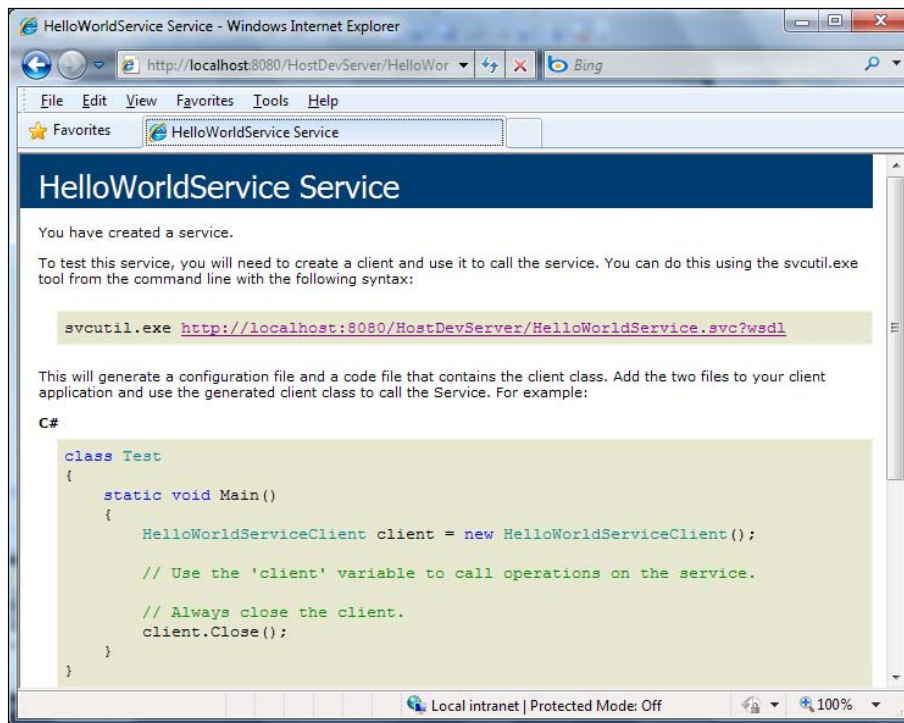 HelloWorldService Service - Windows Internet Explorer
http://localhost:8080/HostDevServer/HelloWor
Bing
File Edit View Favorites Tools Help
Favorites
HelloWorldService Service
HelloWorldService Service
You have created a service.
To test this service, you will need to create a client and use it to call the service. You can do this using the svcutil.exe
tool from the command line with the following syntax:
svcutil.exe http://localhost:8080/HostDevServer/HelloWorldService.svc?wsdl
This will generate a configuration file and a code file that contains the client class. Add the two files to your client
application and use the generated client class to call the Service. For example:
C#
class Test
{
    static void Main()
    {
        HelloWorldServiceClient client = new HelloWorldServiceClient();
        // Use the 'client' variable to call operations on the service.
        // Always close the client.
        client.Close();
    }
}
Local intranet | Protected Mode: Off
100%